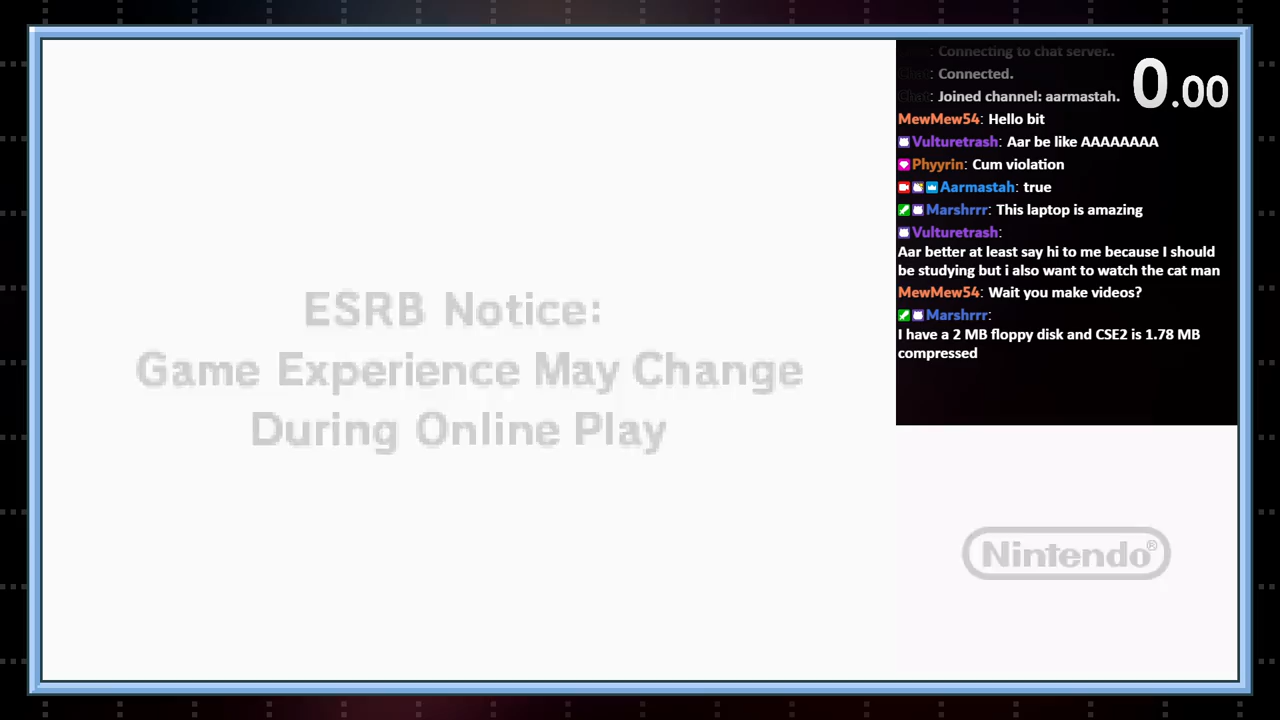 Chat: Connecting to chat server..
Chat: Connected.
Chat: Joined channel: aarmastah.
0.00
MewMew54: Hello bit
Vulturetrash: Aar be like AAAAAAAA
Phyyrin: Cum violation
Aarmastah: true
Marshrrr: This laptop is amazing
Vulturetrash:
Aar better at least say hi to me because I should
be studying but i also want to watch the cat man
MewMew54: Wait you make videos?
Marshrrr:
I have a 2 MB floppy disk and CSE2 is 1.78 MB
compressed
ESRB Notice:
Game Experience May Change
During Online Play
Nintendo®